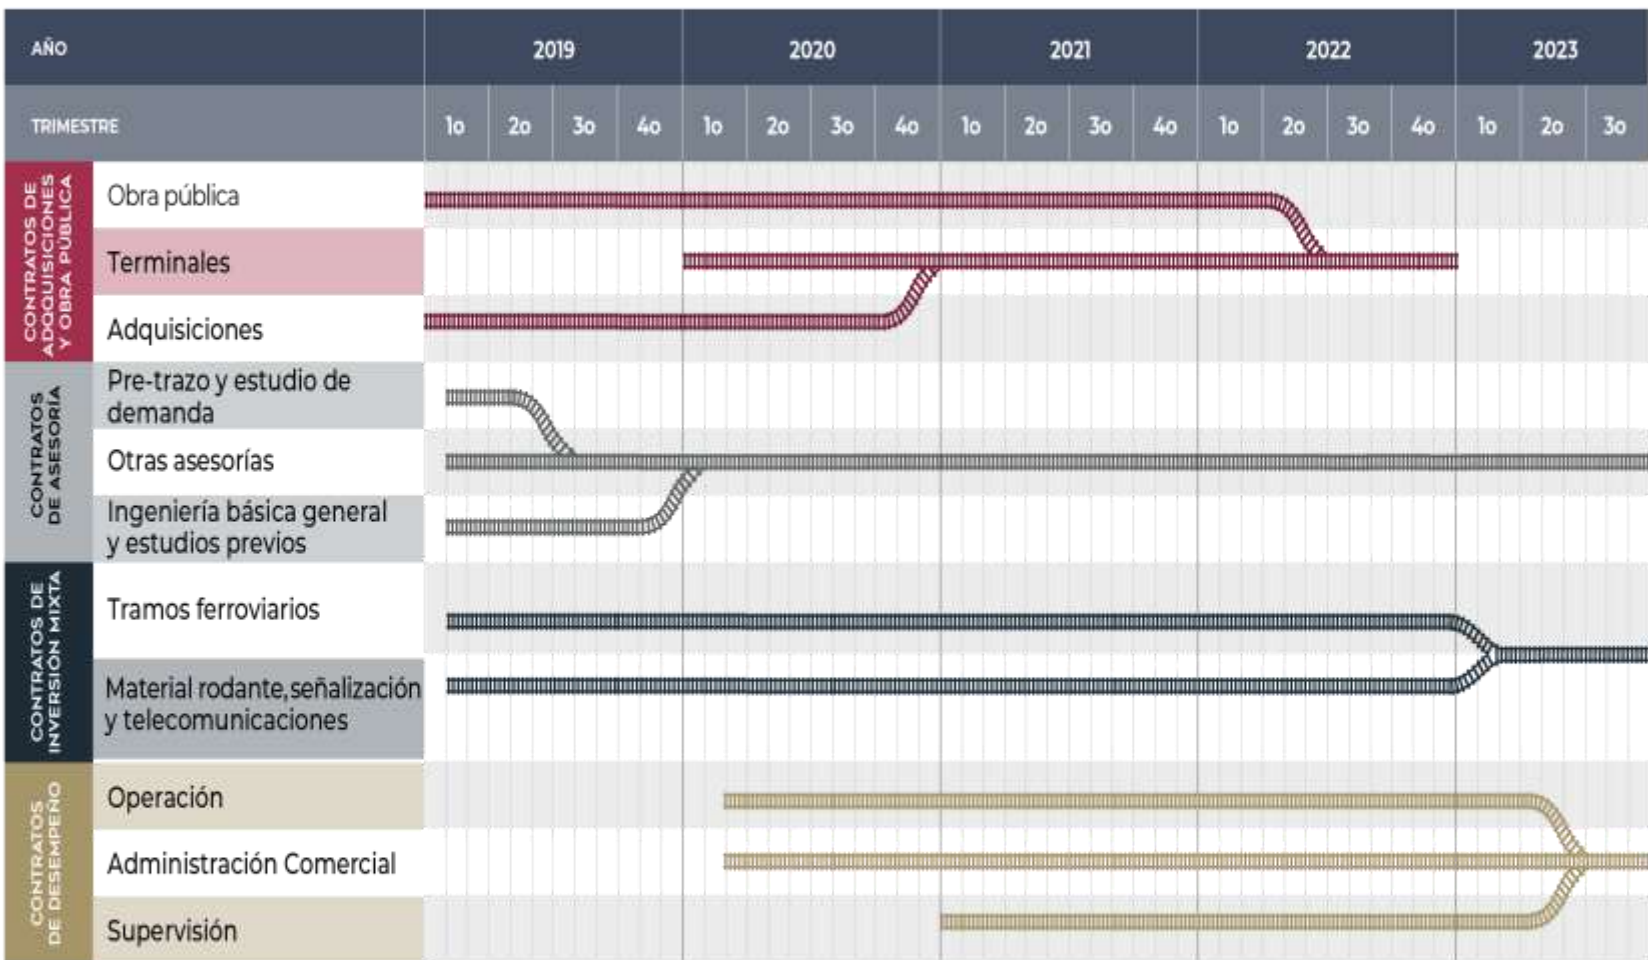 AÑO 2019 2020 2021 2022 2023
TRIMESTRE 1o 2o 3o 4o 1o 2o 3o 4o 1o 2o 3o 4o 1o 2o 3o 4o 1o 2o 3o
CONTRATOS DE
ADQUISICIONES
Y OBRA PÚBLICA
Obra pública
Terminales
Adquisiciones
CONTRATOS
DE ASESORÍA
Pre-trazo y estudio de
demanda
Otras asesorías
Ingeniería básica general
y estudios previos
CONTRATOS DE
INVERSIÓN MIXTA
Tramos ferroviarios
Material rodante,señalización
y telecomunicaciones
CONTRATOS
DE DESEMPEÑO
Operación
Administración Comercial
Supervisión